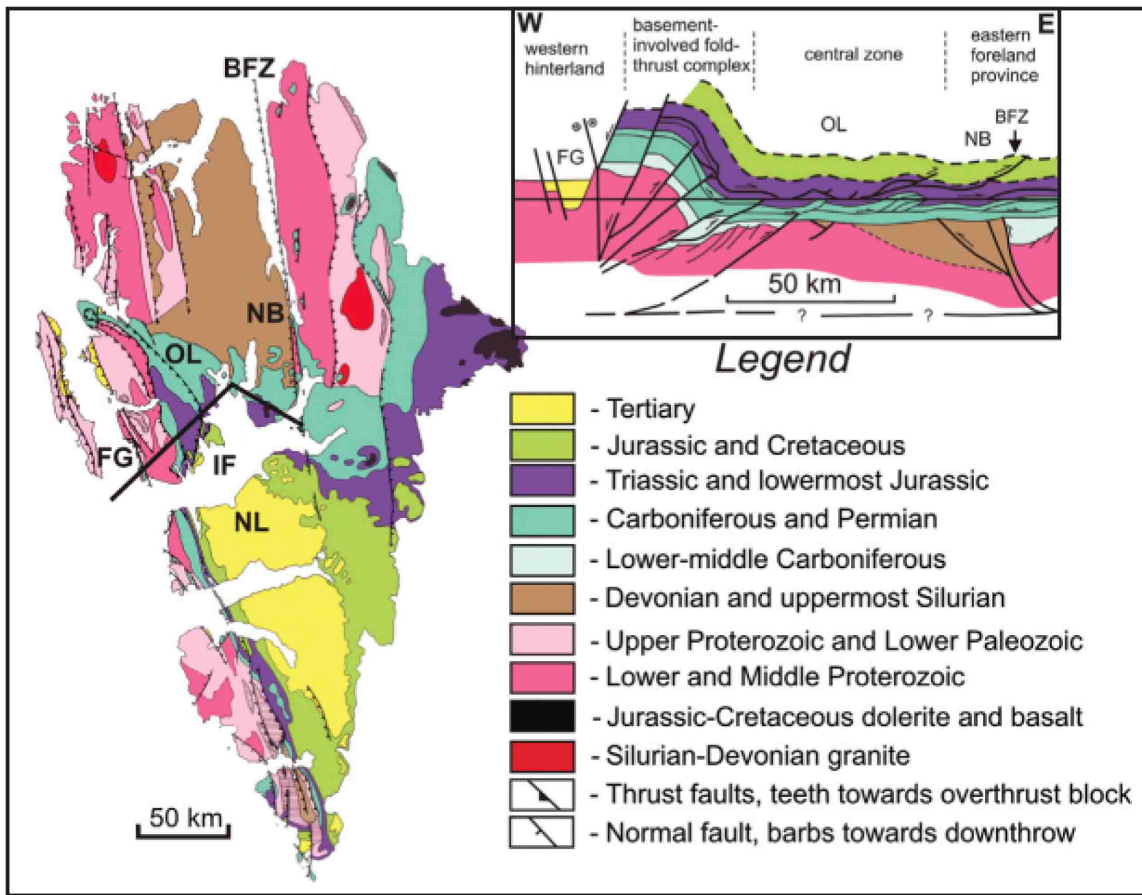 BFZ
NB
OL
FG
IF
NL
50 km
W
E
western
hinterland
basement-
involved fold-
thrust complex
central zone
eastern
foreland
province
BFZ
OL
NB
FG
50 km
?
?
Legend
- Tertiary
- Jurassic and Cretaceous
- Triassic and lowermost Jurassic
- Carboniferous and Permian
- Lower-middle Carboniferous
- Devonian and uppermost Silurian
- Upper Proterozoic and Lower Paleozoic
- Lower and Middle Proterozoic
- Jurassic-Cretaceous dolerite and basalt
- Silurian-Devonian granite
- Thrust faults, teeth towards overthrust block
- Normal fault, barbs towards downthrow